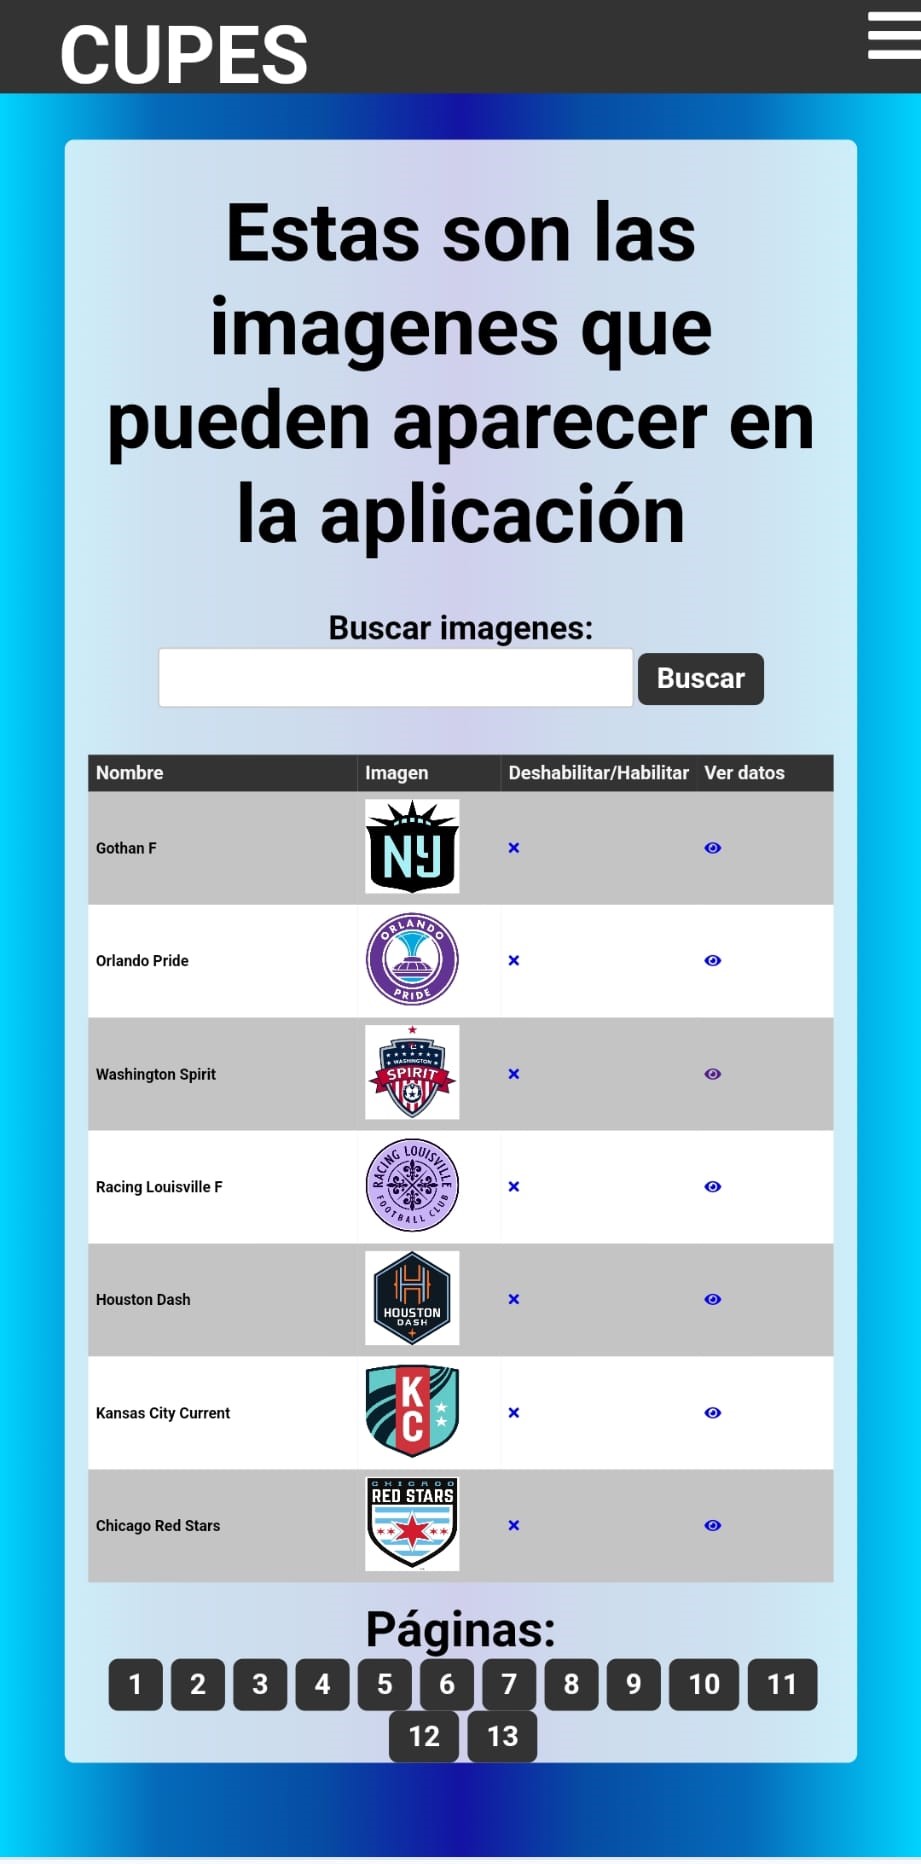 CUPES
Estas son las
imagenes que
pueden aparecer en
la aplicación
Buscar imagenes:
Buscar
Nombre Imagen Deshabilitar/Habilitar Ver datos
Gothan F
NY
Orlando Pride
ORLANDO
PRIDE
Washington Spirit
WASHINGTON
SPIRIT
Racing Louisville F
RACING LOUISVILLE
FOOTBALL CLUB
Houston Dash
H
HOUSTON
DASH
Kansas City Current
K
C
Chicago Red Stars
CHICAGO
RED STARS
Páginas:
1 2 3 4 5 6 7 8 9 10 11
12 13